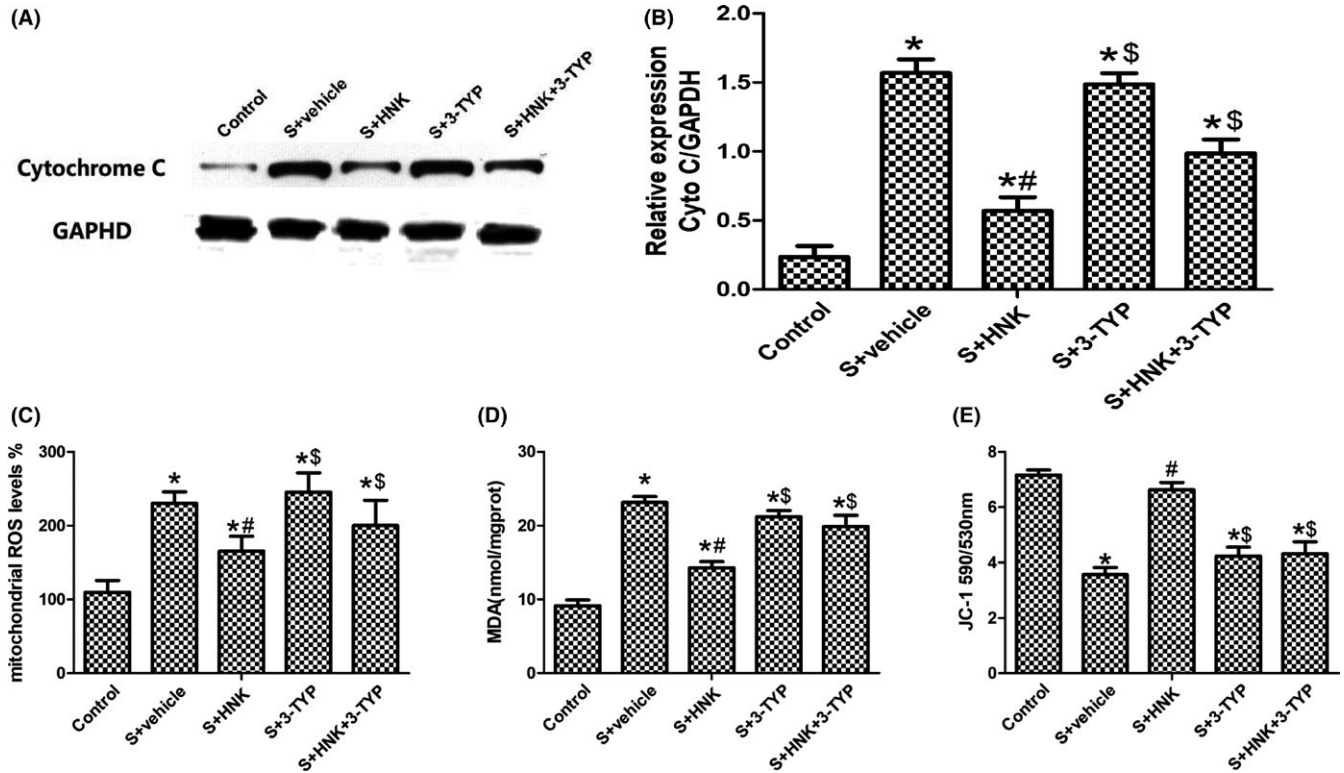 (A)
Control
S+vehicle
S+HNK
S+3-TYP
S+HNK+3-TYP
Cytochrome C
GAPHD
(B)
Relative expression
Cyto C/GAPDH
2.0
1.5
1.0
0.5
0.0
*
*#
*$
*$
Control
S+vehicle
S+HNK
S+3-TYP
S+HNK+3-TYP
(C)
mitochondrial ROS levels %
300
200
100
0
*
*#
*$
*$
Control
S+vehicle
S+HNK
S+3-TYP
S+HNK+3-TYP
(D)
MDA(nmol/mgprot)
30
20
10
0
*
*#
*$
*$
Control
S+vehicle
S+HNK
S+3-TYP
S+HNK+3-TYP
(E)
JC-1 590/530nm
8
6
4
2
0
*
#
*$
*$
Control
S+vehicle
S+HNK
S+3-TYP
S+HNK+3-TYP